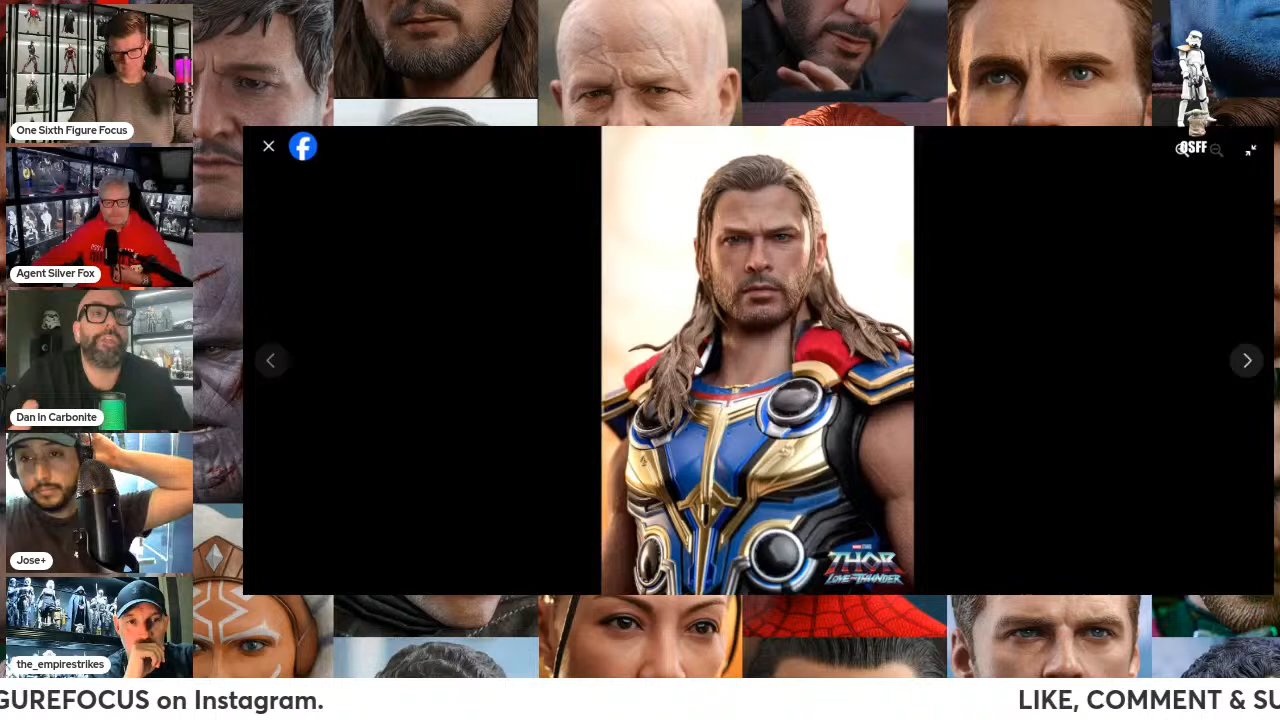 One Sixth Figure Focus
Agent Silver Fox
Dan In Carbonite
Jose+
the_empirestrikes
OSFF
THOR
LOVE AND THUNDER
GUREFOCUS on Instagram.
LIKE, COMMENT & SU